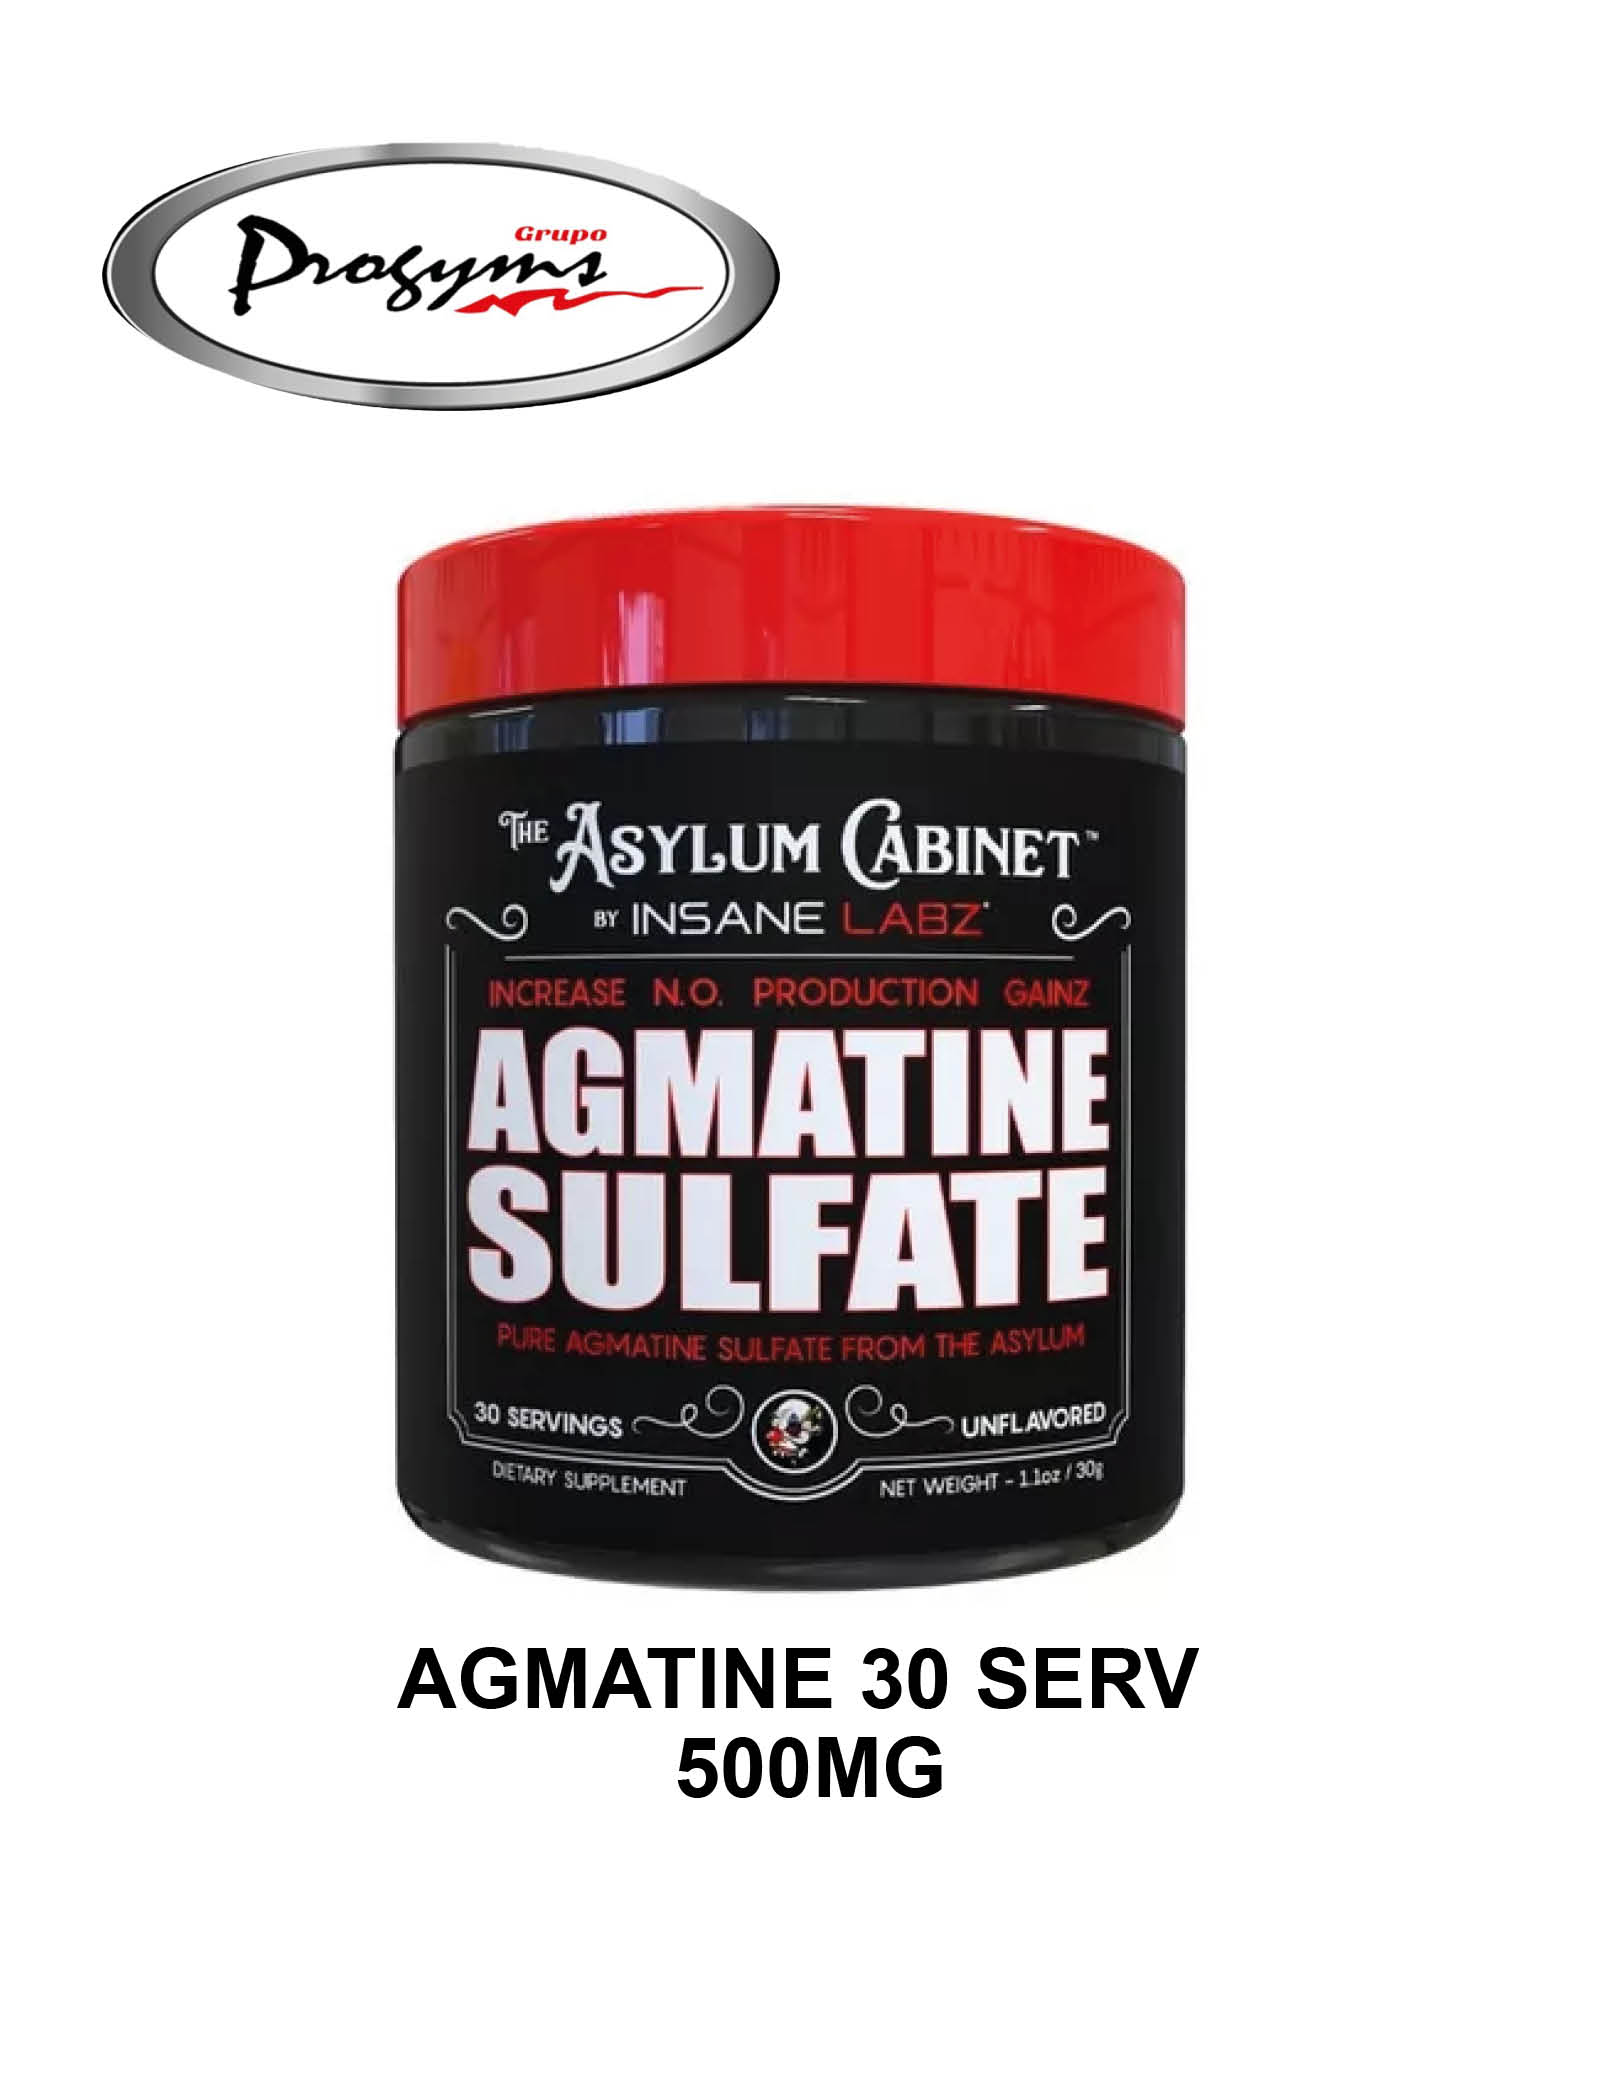 Grupo
Progyms
THE ASYLUM CABINET™
BY INSANE LABZ®
INCREASE N.O. PRODUCTION GAINZ
AGMATINE
SULFATE
PURE AGMATINE SULFATE FROM THE ASYLUM
30 SERVINGS
UNFLAVORED
DIETARY SUPPLEMENT
NET WEIGHT - 1.1oz / 30g
AGMATINE 30 SERV
500MG